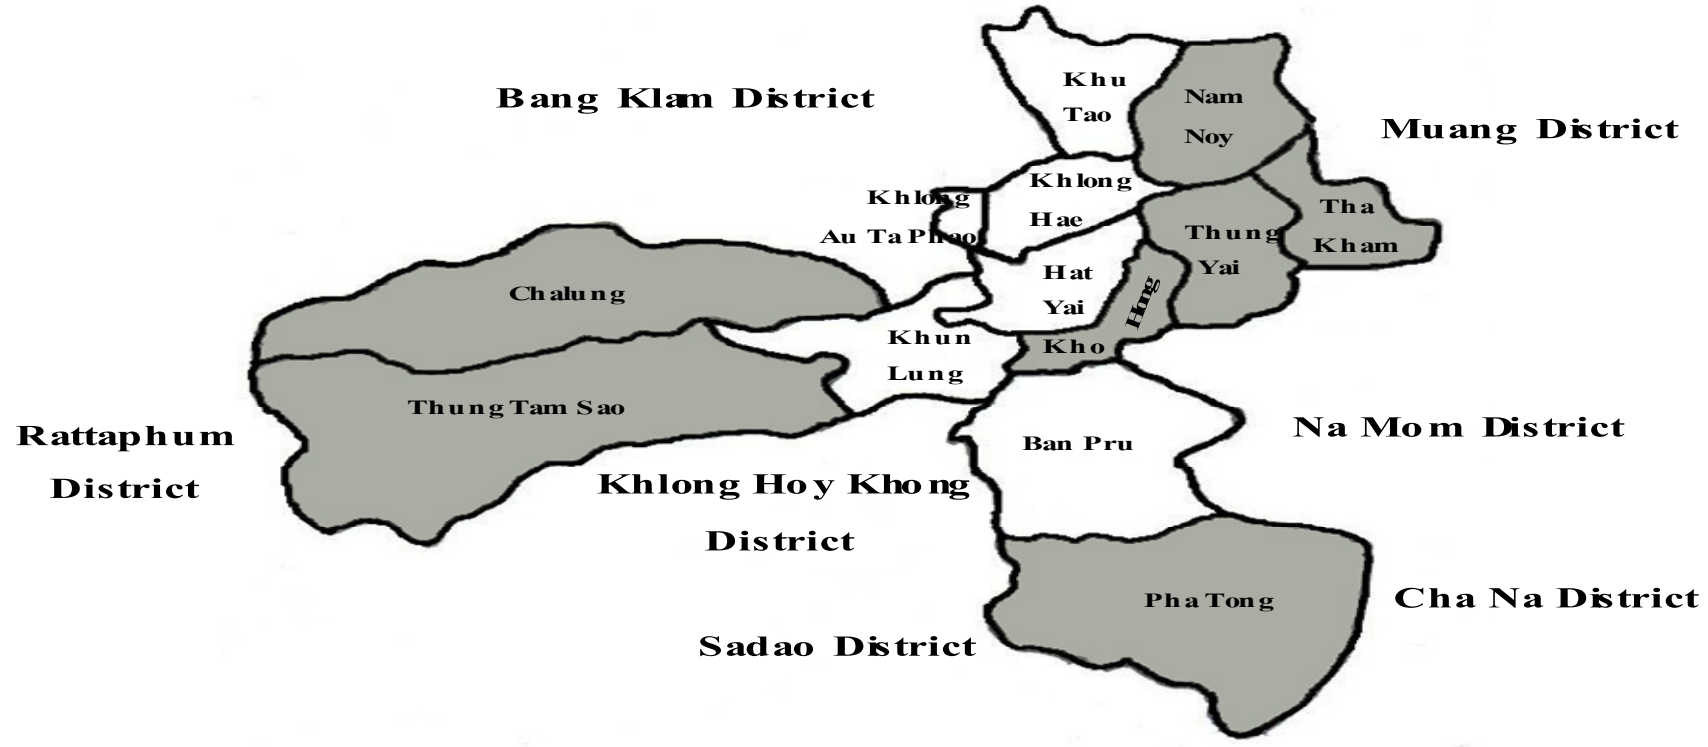 Khu
Tao
Nam
Noy
Bang Klam District
Muang District
Khlong
Hae
Khlong
Au Ta Phao
Tha
Kham
Thung
Yai
Hat
Yai
Hong
Kho
Chalung
Khun
Lung
Thung Tam Sao
Rattaphum
District
Ban Pru
Na Mom District
Khlong Hoy Khong
District
Pha Tong
Cha Na District
Sadao District